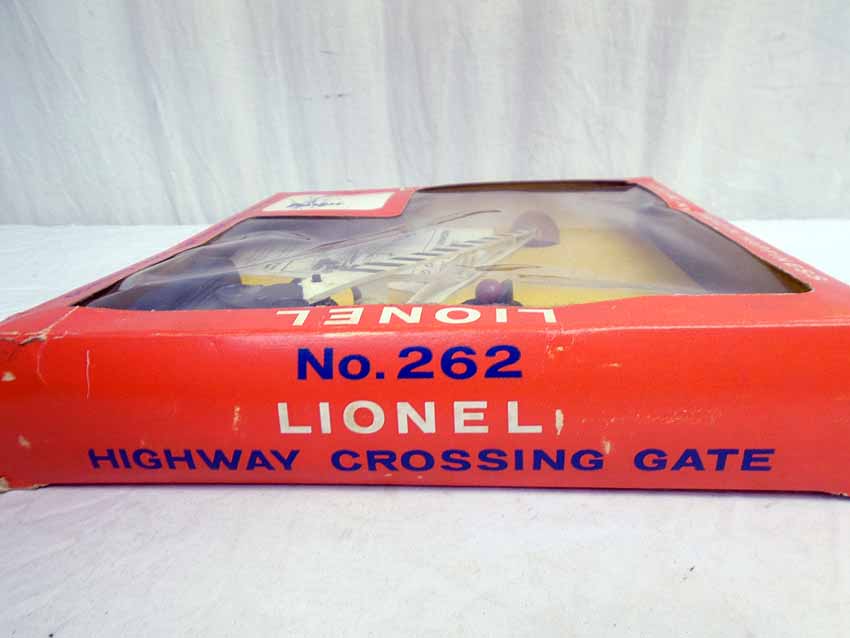 LIONEL
No. 262
LIONEL
HIGHWAY CROSSING GATE